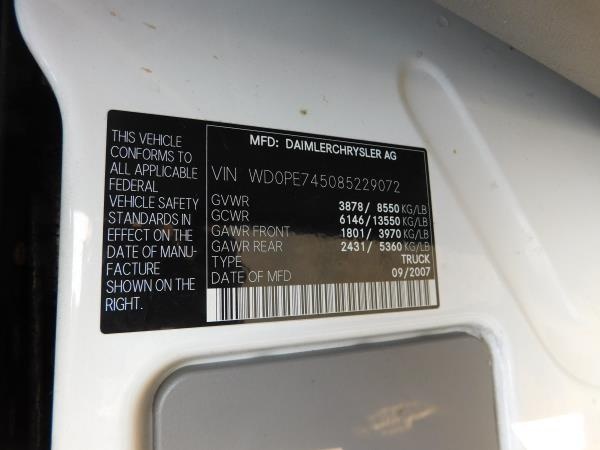 THIS VEHICLE
CONFORMS TO
ALL APPLICABLE
FEDERAL
VEHICLE SAFETY
STANDARDS IN
EFFECT ON THE
DATE OF MANU-
FACTURE
SHOWN ON THE
RIGHT.
MFD: DAIMLERCHRYSLER AG
VIN WD0PE745085229072
GVWR 3878/ 8550 KG/LB
GCWR 6146/13550 KG/LB
GAWR FRONT 1801/ 3970 KG/LB
GAWR REAR 2431/ 5360 KG/LB
TYPE TRUCK
DATE OF MFD 09/2007